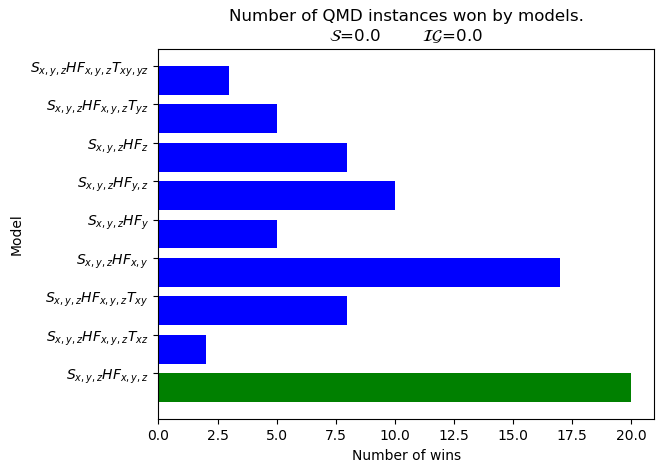 Number of QMD instances won by models.
𝒮=0.0 ℐ𝒢=0.0
S_{x,y,z}HF_{x,y,z}T_{xy,yz}
S_{x,y,z}HF_{x,y,z}T_{yz}
S_{x,y,z}HF_{z}
S_{x,y,z}HF_{y,z}
S_{x,y,z}HF_{y}
S_{x,y,z}HF_{x,y}
S_{x,y,z}HF_{x,y,z}T_{xy}
S_{x,y,z}HF_{x,y,z}T_{xz}
S_{x,y,z}HF_{x,y,z}
Model
0.0 2.5 5.0 7.5 10.0 12.5 15.0 17.5 20.0
Number of wins